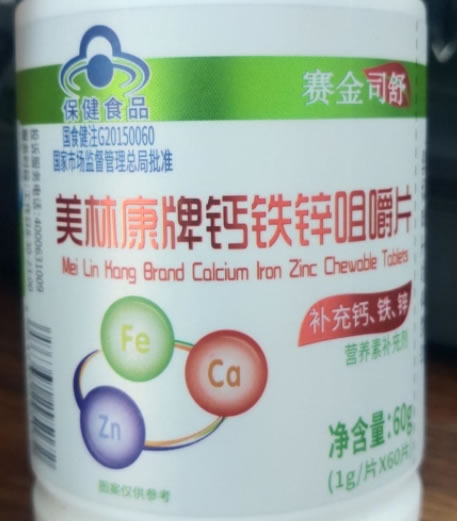 保健食品
国食健注G20150060
国家市场监督管理总局批准
赛金司舒
美林康牌钙铁锌咀嚼片
Mei Lin Kang Brand Calcium Iron Zinc Chewable Tablets
补充钙、铁、锌
营养素补充剂
Fe
Ca
Zn
净含量:60g
(1g/片X60片)
图案仅供参考
电话:4000631009